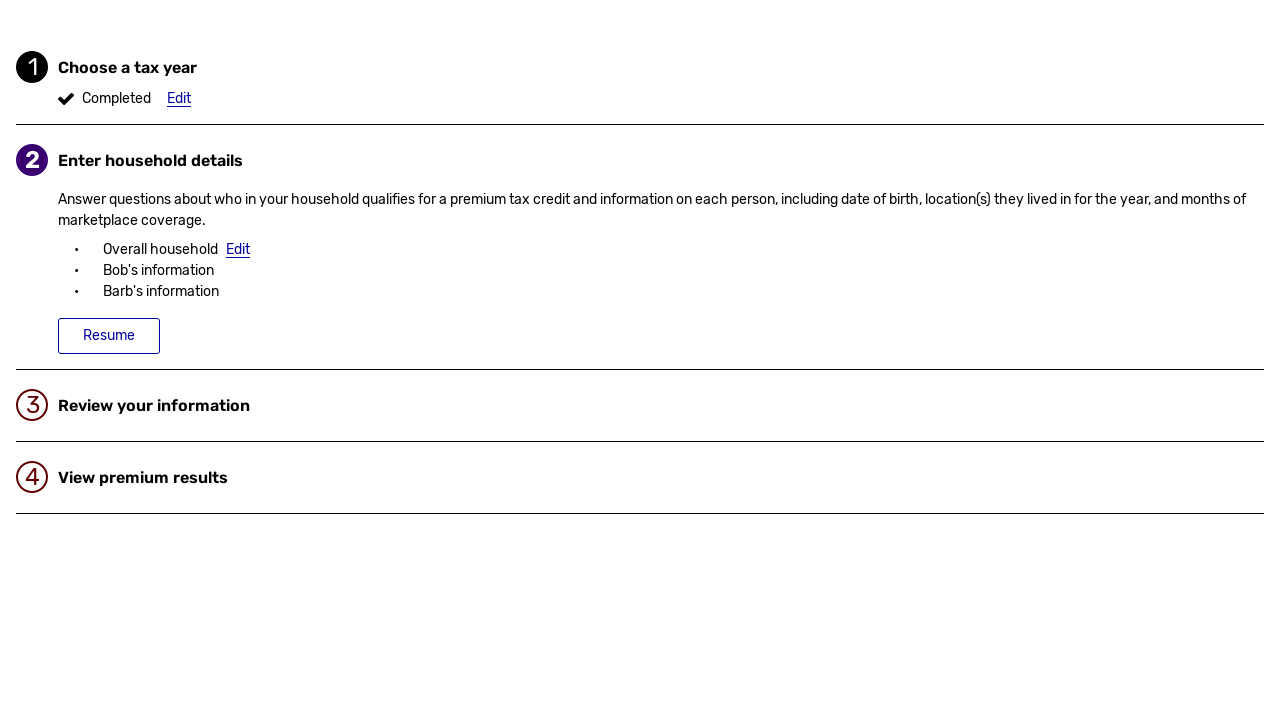 1 Choose a tax year
Completed Edit
2 Enter household details
Answer questions about who in your household qualifies for a premium tax credit and information on each person, including date of birth, location(s) they lived in for the year, and months of
marketplace coverage.
• Overall household Edit
• Bob's information
• Barb's information
Resume
3 Review your information
4 View premium results